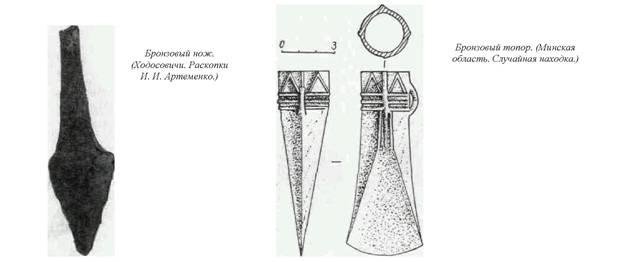 Бронзовый нож.
(Ходосовичи. Раскопки
И. И. Артеменко.)
0 3
Бронзовый топор. (Минская
область. Случайная находка.)